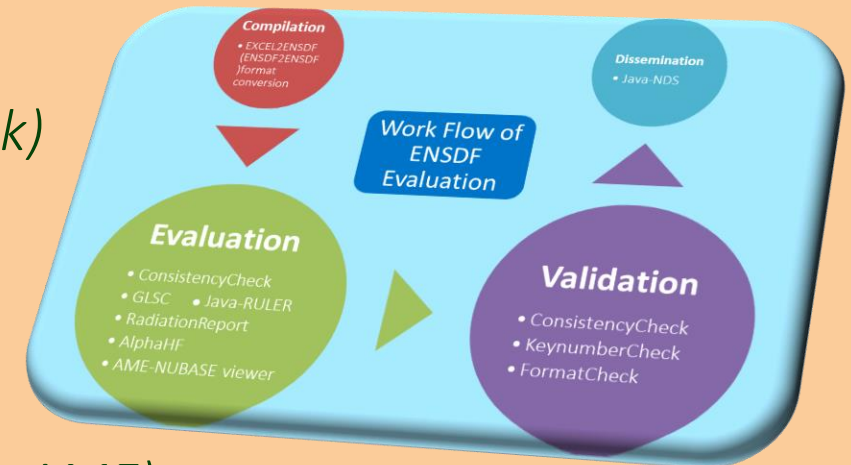 k)
Work Flow of
ENSDF
Evaluation
Compilation
• EXCEL2ENSDF
(ENSDF2ENSDF
)format
conversion
Evaluation
• ConsistencyCheck
• GLSC • Java-RULER
• RadiationReport
• AlphaHF
• AME-NUBASE viewer
Validation
• ConsistencyCheck
• KeynumberCheck
• FormatCheck
Dissemination
• Java-NDS